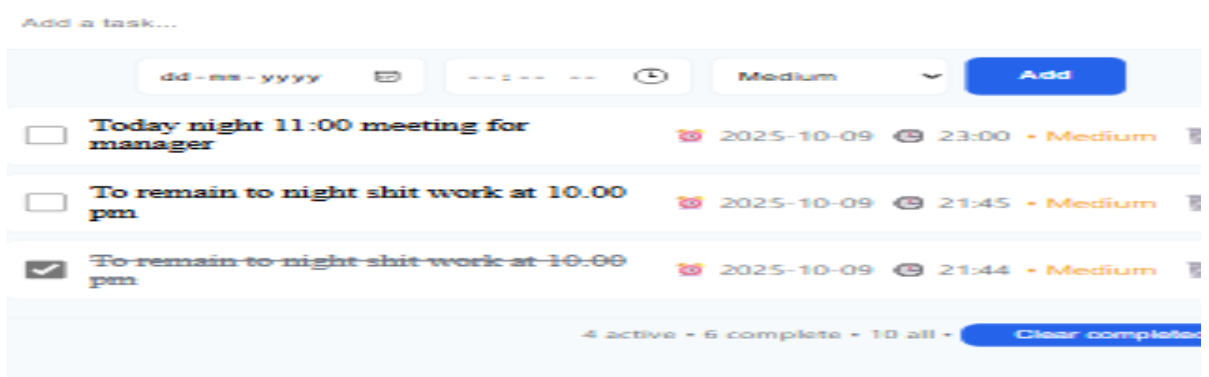 Add a task...
dd-mm-yyyy --:-- -- Medium Add
Today night 11:00 meeting for
manager
2025-10-09 23:00 • Medium
To remain to night shit work at 10.00
pm
2025-10-09 21:45 • Medium
To remain to night shit work at 10:00
pm
2025-10-09 21:44 • Medium
4 active • 6 complete • 10 all • Clear completed